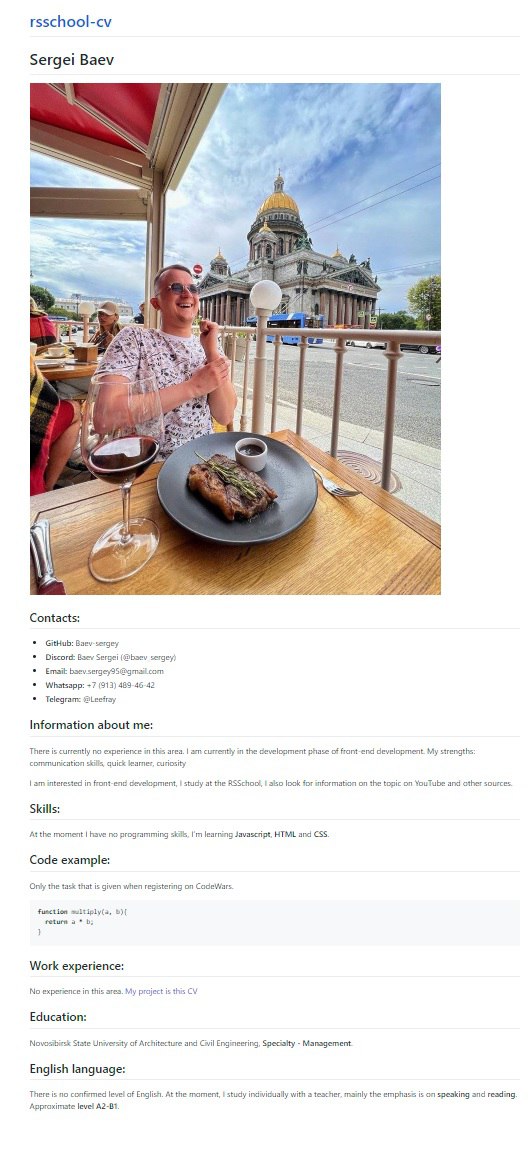 rsschool-cv
Sergei Baev
Contacts:
GitHub: Baev-sergey
Discord: Baev Sergei (@baev_sergey)
Email: baev.sergey95@gmail.com
Whatsapp: +7 (913) 489-46-42
Telegram: @Leefray
Information about me:
There is currently no experience in this area. I am currently in the development phase of front-end development. My strengths:
communication skills, quick learner, curiosity
I am interested in front-end development, I study at the RSSchool, I also look for information on the topic on YouTube and other sources.
Skills:
At the moment I have no programming skills, I'm learning Javascript, HTML and CSS.
Code example:
Only the task that is given when registering on CodeWars.
function multiply(a, b){
  return a * b;
}
Work experience:
No experience in this area. My project is this CV
Education:
Novosibirsk State University of Architecture and Civil Engineering, Specialty - Management.
English language:
There is no confirmed level of English. At the moment, I study individually with a teacher, mainly the emphasis is on speaking and reading.
Approximate level A2-B1.